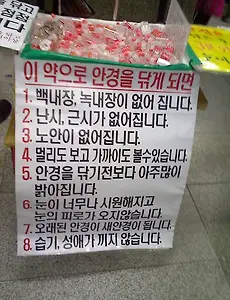 이 약으로 안경을 닦게 되면
1. 백내장, 녹내장이 없어 집니다.
2. 난시, 근시가 없어 집니다.
3. 노안이 없어집니다.
4. 멀리도 보고 가까이도 볼수있습니다.
5. 안경을 닦기전보다 아주많이
밝아집니다.
6. 눈이 너무나 시원해지고
눈의 피로가 오지않습니다.
7. 오래된 안경이 새안경이 됩니다.
8. 습기, 성애가 끼지 않습니다.